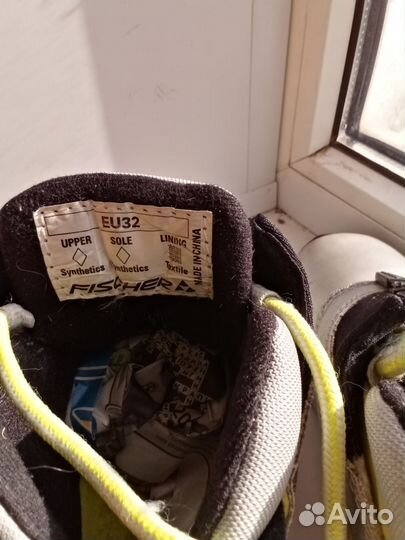 EU32
UPPER SOLE LINING
Synthetics Synthetics Textile
MADE IN CHINA
FISCHER
Avito